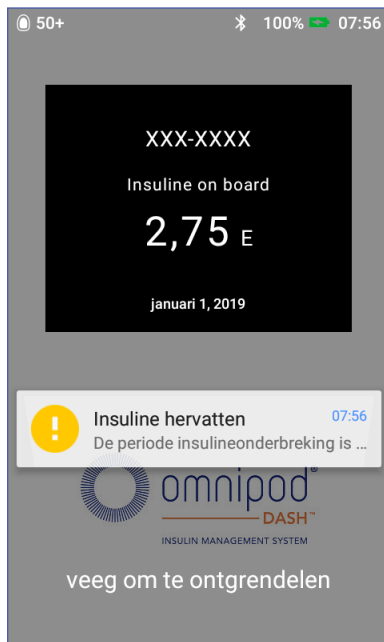 50+ 100% 07:56
XXX-XXXX
Insuline on board
2,75 E
januari 1, 2019
Insuline hervatten 07:56
De periode insulineonderbreking is ...
omnipod®
DASH™
INSULIN MANAGEMENT SYSTEM
veeg om te ontgrendelen